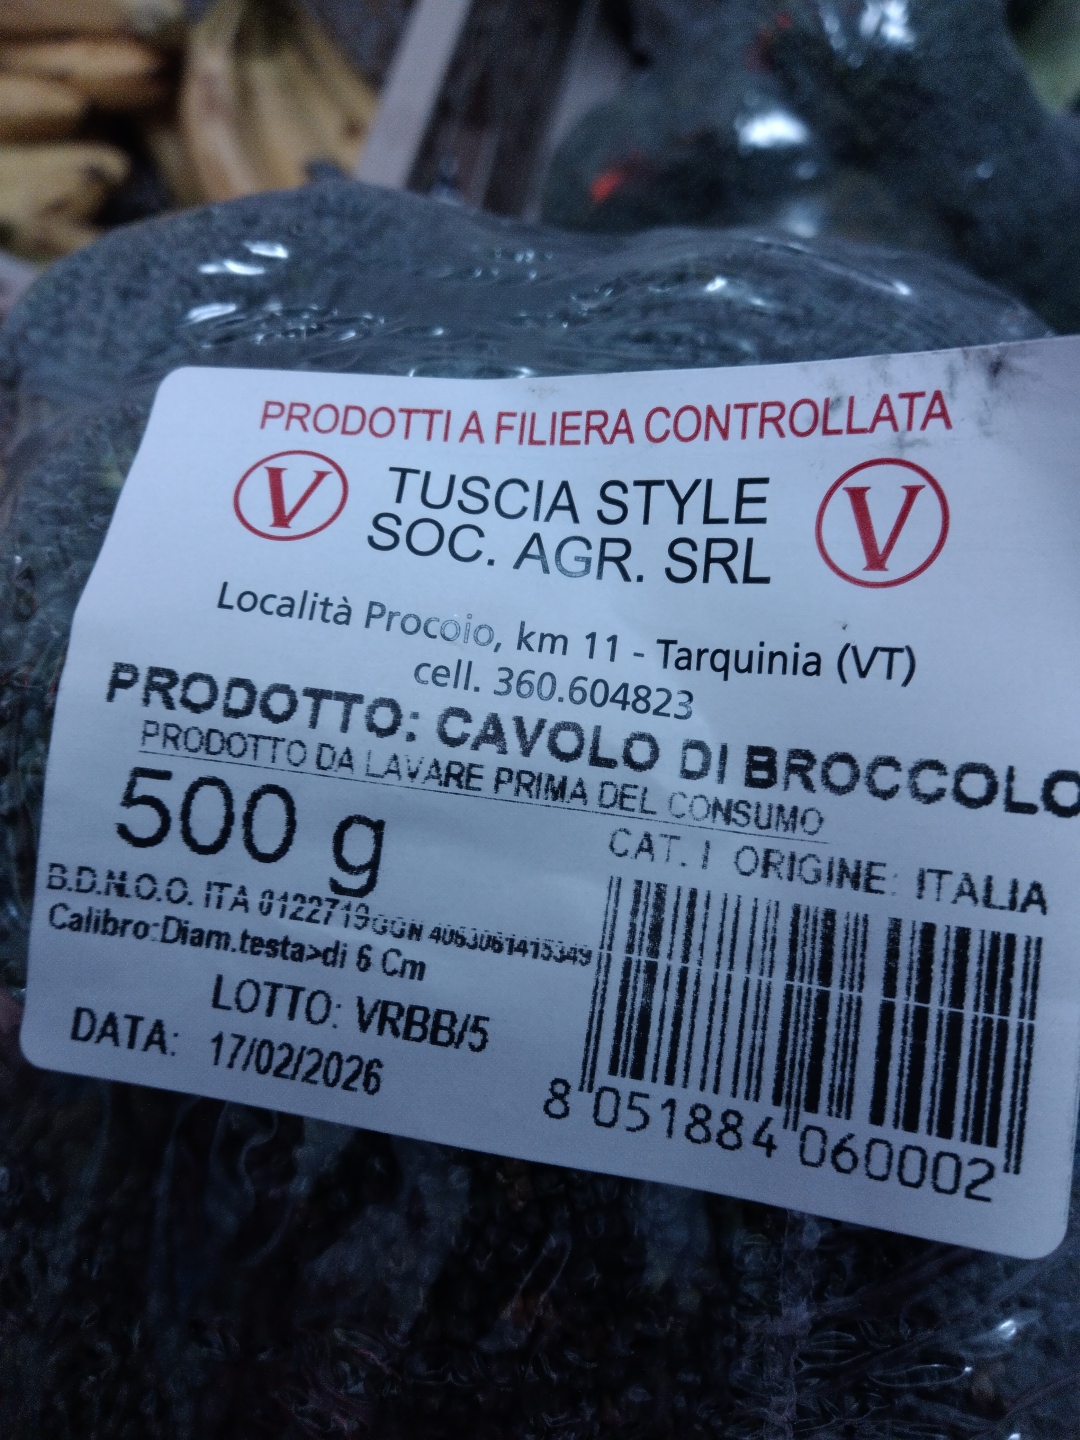 PRODOTTI A FILIERA CONTROLLATA
V TUSCIA STYLE V
SOC. AGR. SRL
Località Procoio, km 11 - Tarquinia (VT)
cell. 360.604823
PRODOTTO: CAVOLO DI BROCCOLO
PRODOTTO DA LAVARE PRIMA DEL CONSUMO
500 g
CAT. I ORIGINE: ITALIA
B.D.N.O.O. ITA 0122719 GGN 4063061415349
Calibro:Diam.testa>di 6 Cm
LOTTO: VRBB/5
DATA: 17/02/2026
8 051884 060002